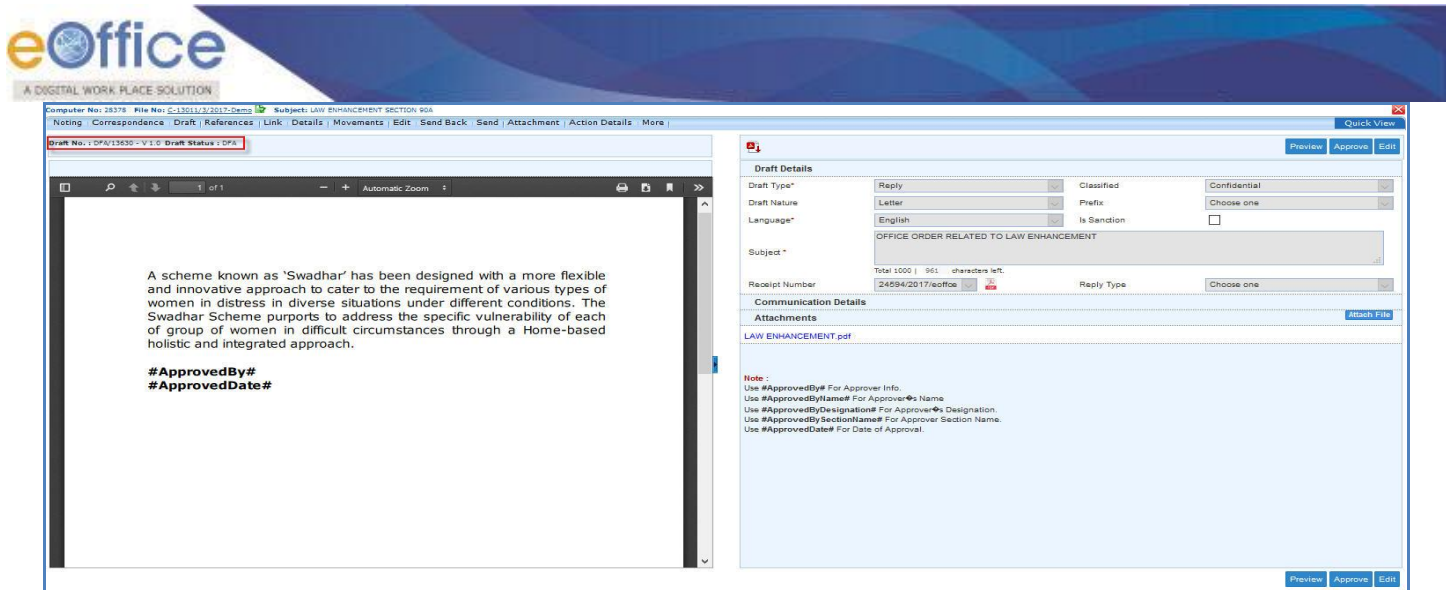 eOffice
A DIGITAL WORK PLACE SOLUTION
Computer No: 25378 File No: C-13011/3/2017-Demo Subject: LAW ENHANCEMENT SECTION 90A
Noting Correspondence Draft References Link Details Movements Edit Send Back Send Attachment Action Details More Quick View
Draft No. : DFA/13630 - V 1.0 Draft Status : DFA
Preview Approve Edit
1 of 1 Automatic Zoom
A scheme known as ‘Swadhar’ has been designed with a more flexible
and innovative approach to cater to the requirement of various types of
women in distress in diverse situations under different conditions. The
Swadhar Scheme purports to address the specific vulnerability of each
of group of women in difficult circumstances through a Home-based
holistic and integrated approach.
#ApprovedBy#
#ApprovedDate#
Draft Details
Draft Type* Reply Classified Confidential
Draft Nature Letter Prefix Choose one
Language* English Is Sanction
Subject * OFFICE ORDER RELATED TO LAW ENHANCEMENT
Total 1000 | 961 characters left.
Receipt Number 24594/2017/eoffce Reply Type Choose one
Communication Details
Attachments Attach File
LAW ENHANCEMENT.pdf
Note :
Use #ApprovedBy# For Approver Info.
Use #ApprovedByName# For Approver�s Name
Use #ApprovedByDesignation# For Approver�s Designation.
Use #ApprovedBySectionName# For Approver Section Name.
Use #ApprovedDate# For Date of Approval.
Preview Approve Edit